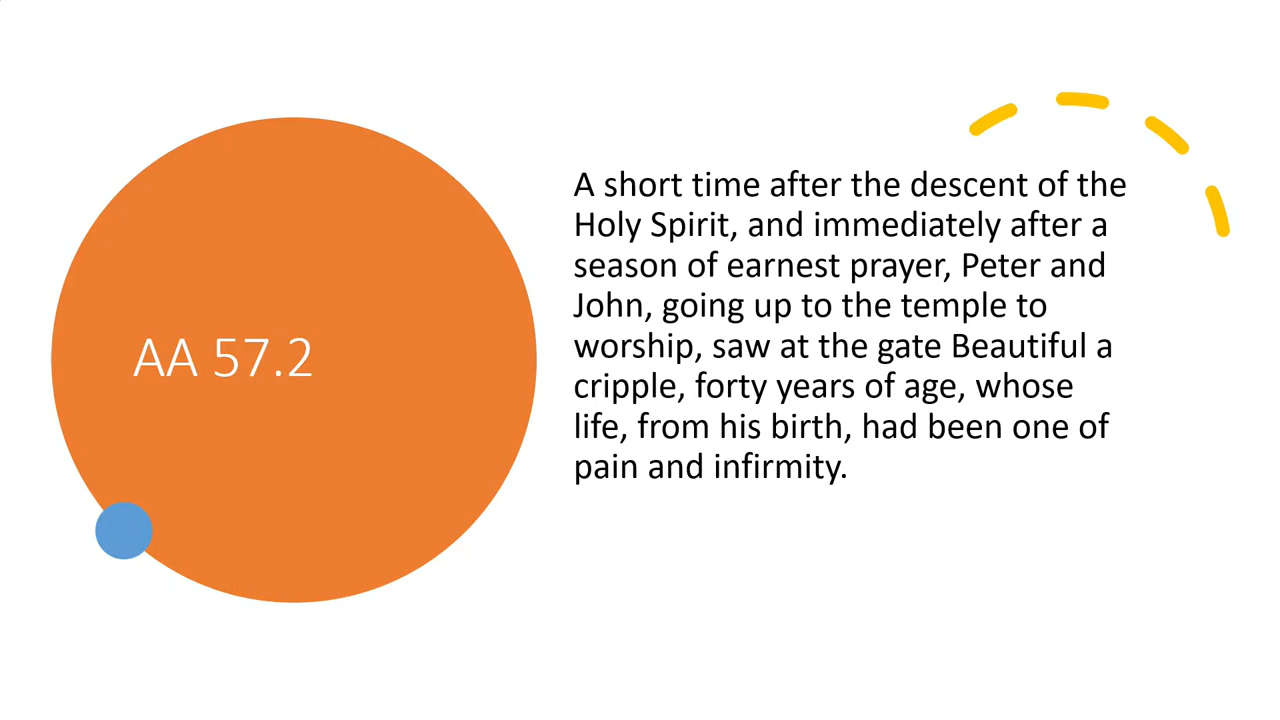 AA 57.2
A short time after the descent of the
Holy Spirit, and immediately after a
season of earnest prayer, Peter and
John, going up to the temple to
worship, saw at the gate Beautiful a
cripple, forty years of age, whose
life, from his birth, had been one of
pain and infirmity.